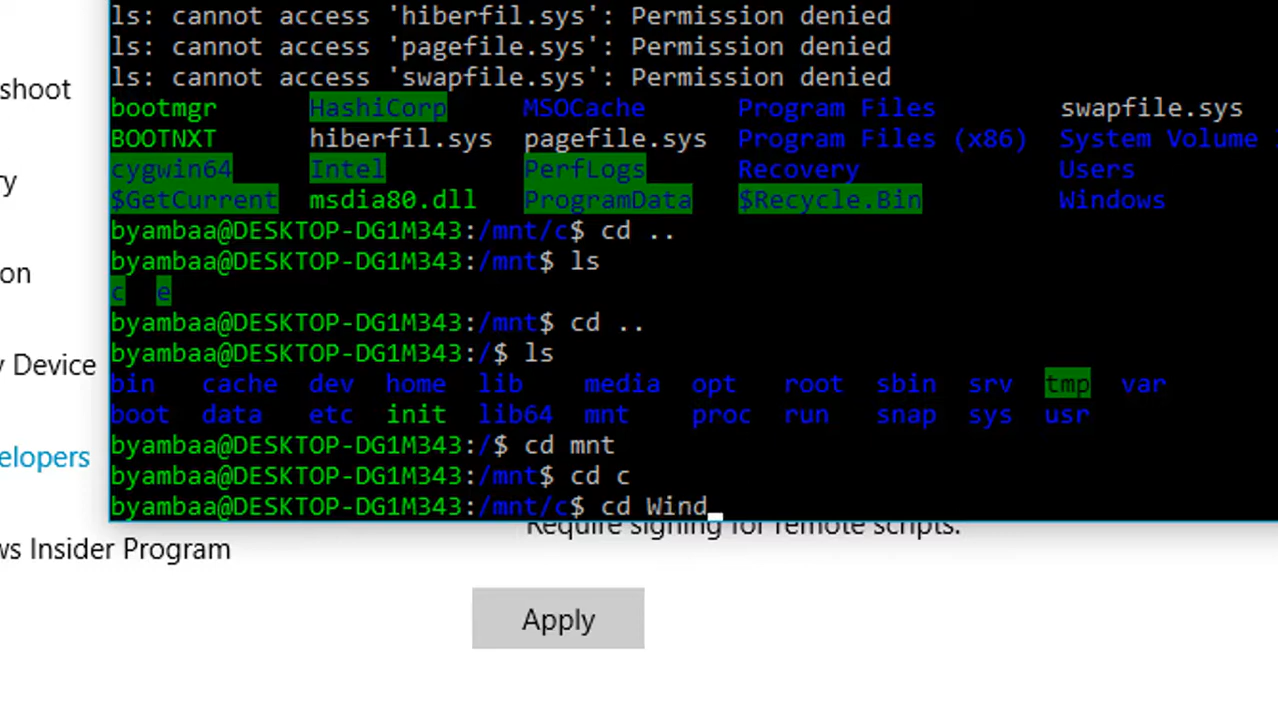 ls: cannot access 'hiberfil.sys': Permission denied
ls: cannot access 'pagefile.sys': Permission denied
ls: cannot access 'swapfile.sys': Permission denied
bootmgr HashiCorp MSOCache Program Files swapfile.sys
BOOTNXT hiberfil.sys pagefile.sys Program Files (x86) System Volume
cygwin64 Intel PerfLogs Recovery Users
$GetCurrent msdia80.dll ProgramData $Recycle.Bin Windows
byambaa@DESKTOP-DG1M343:/mnt/c$ cd ..
byambaa@DESKTOP-DG1M343:/mnt$ ls
c e
byambaa@DESKTOP-DG1M343:/mnt$ cd ..
byambaa@DESKTOP-DG1M343:/$ ls
bin cache dev home lib media opt root sbin srv tmp var
boot data etc init lib64 mnt proc run snap sys usr
byambaa@DESKTOP-DG1M343:/$ cd mnt
byambaa@DESKTOP-DG1M343:/mnt$ cd c
byambaa@DESKTOP-DG1M343:/mnt/c$ cd Wind
shoot
ry
on
y Device
elopers
ws Insider Program
Require signing for remote scripts.
Apply